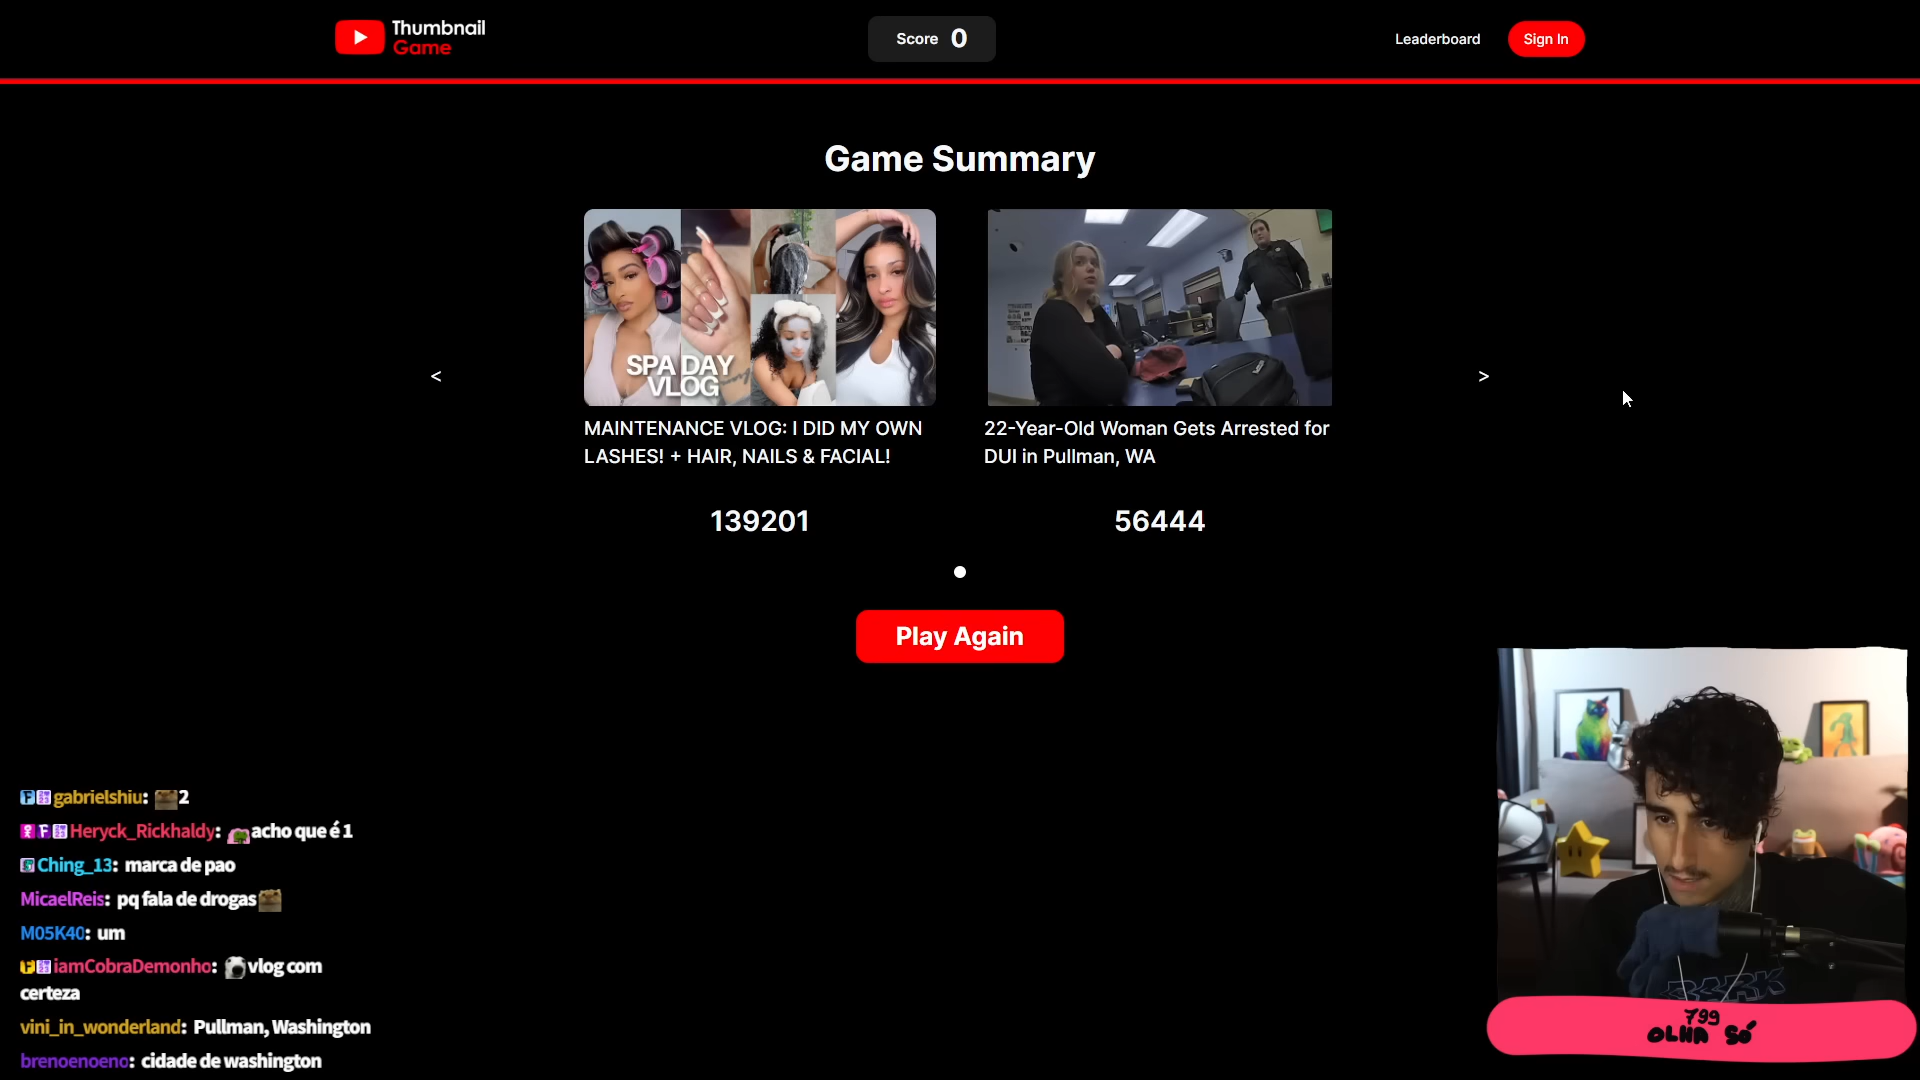 Thumbnail
Game
Score 0
Leaderboard
Sign In
Game Summary
SPA DAY
VLOG
<
>
MAINTENANCE VLOG: I DID MY OWN
LASHES! + HAIR, NAILS & FACIAL!
22-Year-Old Woman Gets Arrested for
DUI in Pullman, WA
139201
56444
Play Again
gabrielshiu: 2
Heryck_Rickhaldy: acho que é 1
Ching_13: marca de pao
MicaelReis: pq fala de drogas
M05K40: um
iamCobraDemonho: vlog com
certeza
vini_in_wonderland: Pullman, Washington
brenoenoeno: cidade de washington
799
OLHA SÓ